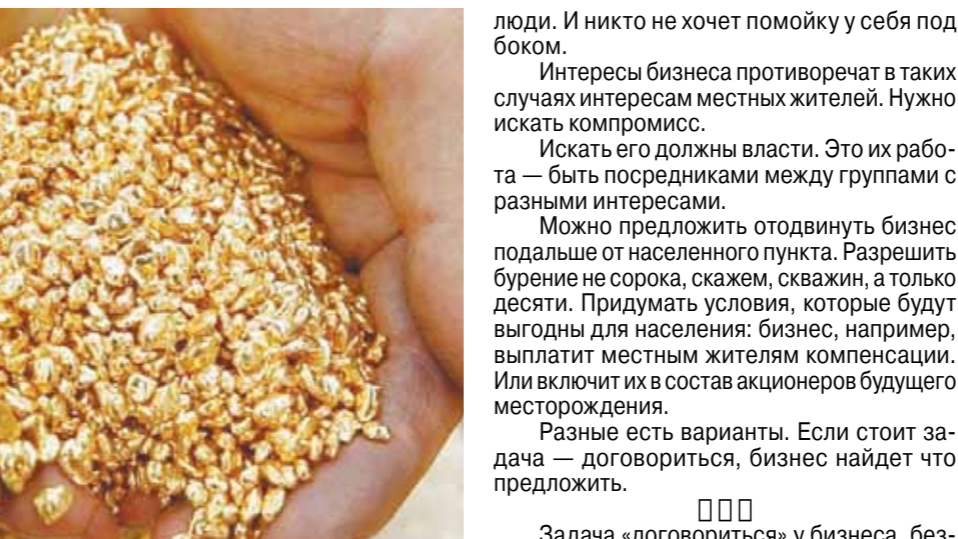 люди. И никто не хочет помойку у себя под
боком.
Интересы бизнеса противоречат в таких
случаях интересам местных жителей. Нужно
искать компромисс.
Искать его должны власти. Это их рабо-
та — быть посредниками между группами с
разными интересами.
Можно предложить отодвинуть бизнес
подальше от населенного пункта. Разрешить
бурение не сорока, скажем, скважин, а только
десяти. Придумать условия, которые будут
выгодны для населения: бизнес, например,
выплатит местным жителям компенсации.
Или включит их в состав акционеров будущего
месторождения.
Разные есть варианты. Если стоит за-
дача — договориться, бизнес найдет что
предложить.
Задача «договориться» у бизнеса, без-